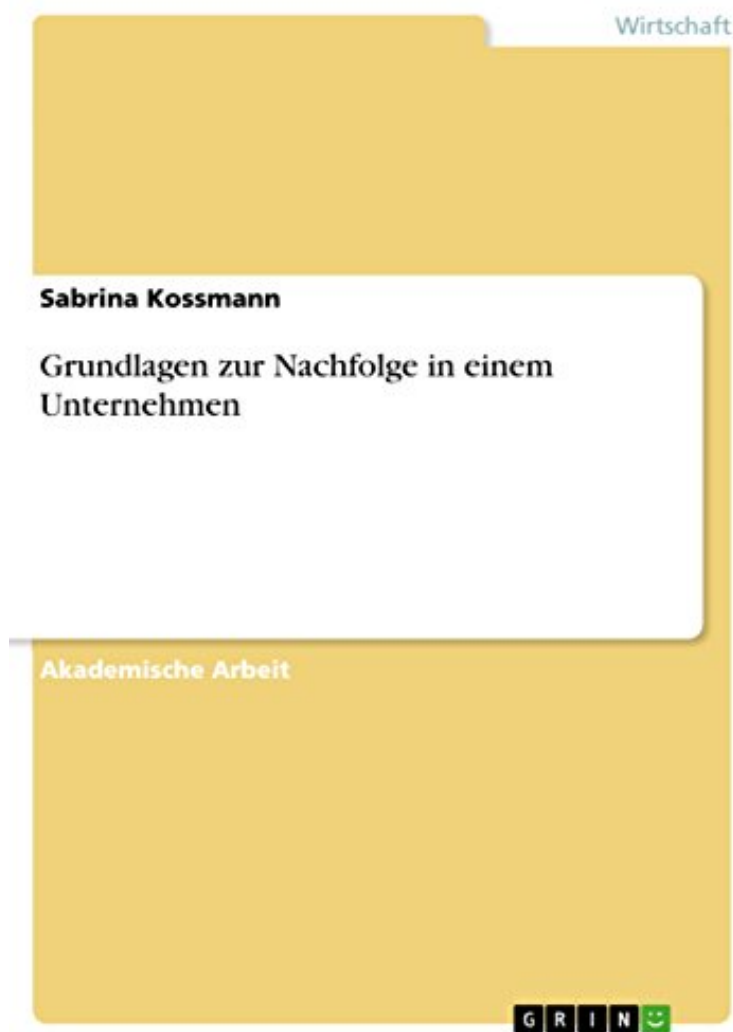 Wirtschaft
Sabrina Kossmann
Grundlagen zur Nachfolge in einem
Unternehmen
Akademische Arbeit
GRIN